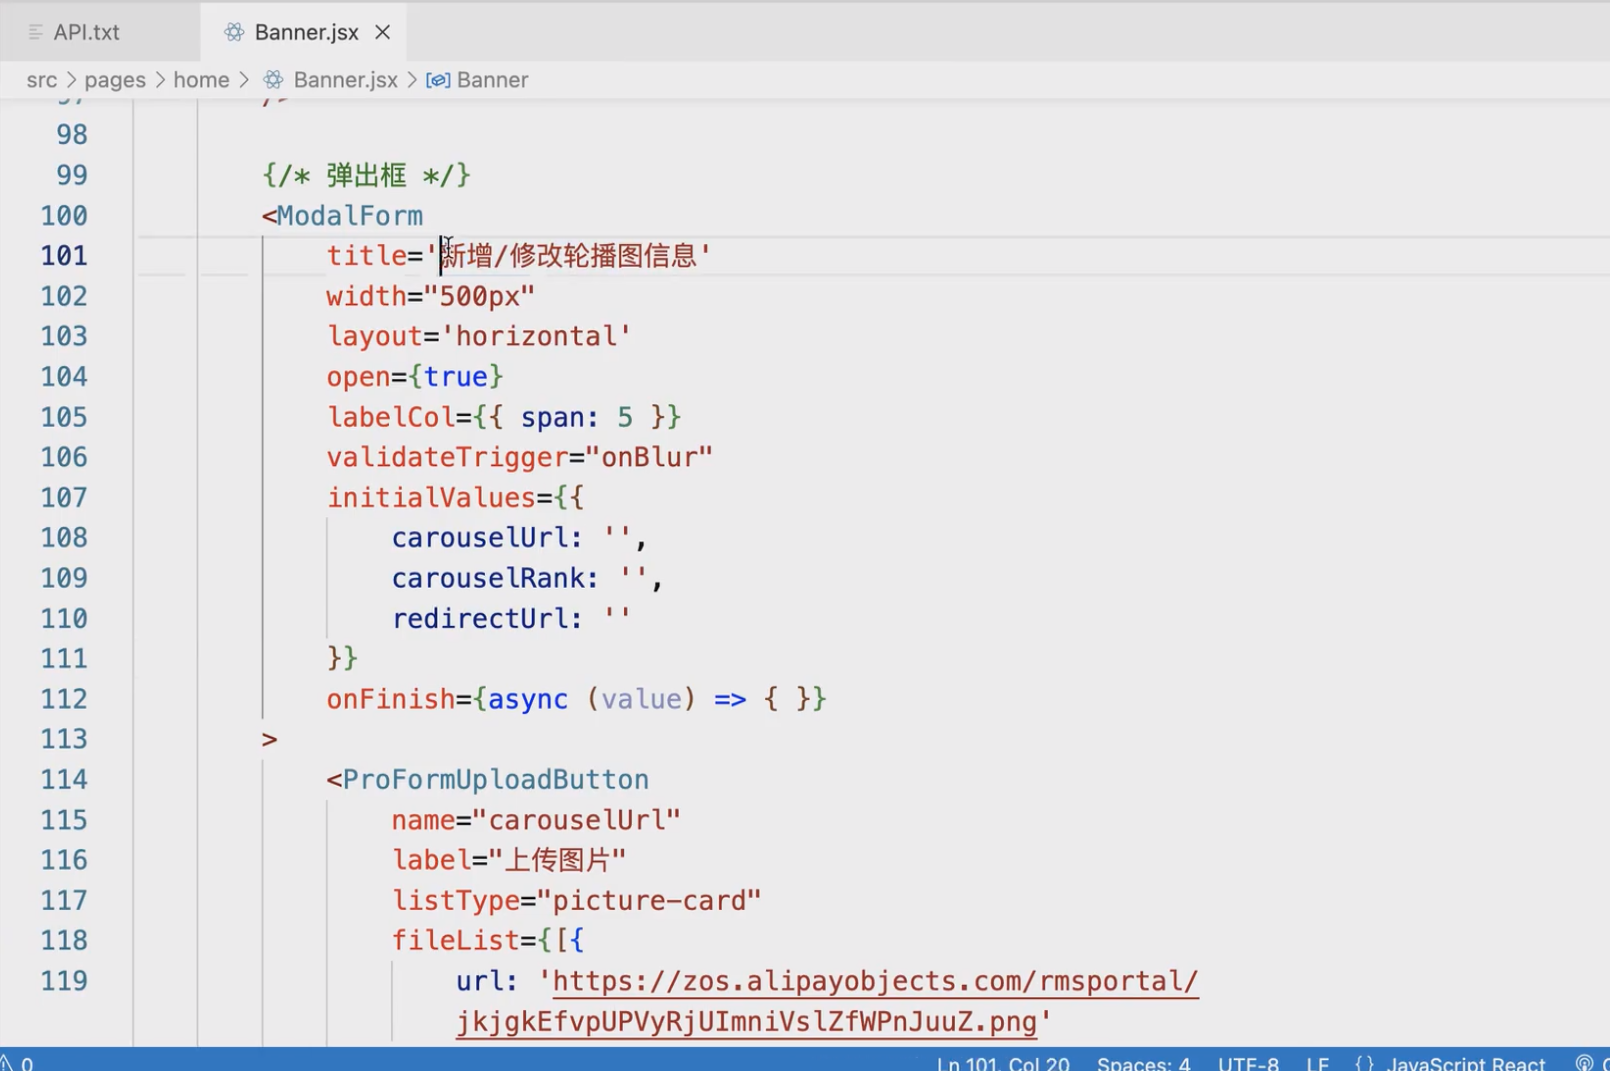 API.txt
Banner.jsx
src > pages > home > Banner.jsx > Banner
97 />
98
99 {/* 弹出框 */}
100 <ModalForm
101 title='新增/修改轮播图信息'
102 width="500px"
103 layout='horizontal'
104 open={true}
105 labelCol={{ span: 5 }}
106 validateTrigger="onBlur"
107 initialValues={{
108 carouselUrl: '',
109 carouselRank: '',
110 redirectUrl: ''
111 }}
112 onFinish={async (value) => { }}
113 >
114 <ProFormUploadButton
115 name="carouselUrl"
116 label="上传图片"
117 listType="picture-card"
118 fileList={[{
119 url: 'https://zos.alipayobjects.com/rmsportal/
jkjgkEfvpUPVyRjUImniVslZfWPnJuuZ.png'
0 Ln 101, Col 20 Spaces: 4 UTF-8 LF {} JavaScript React